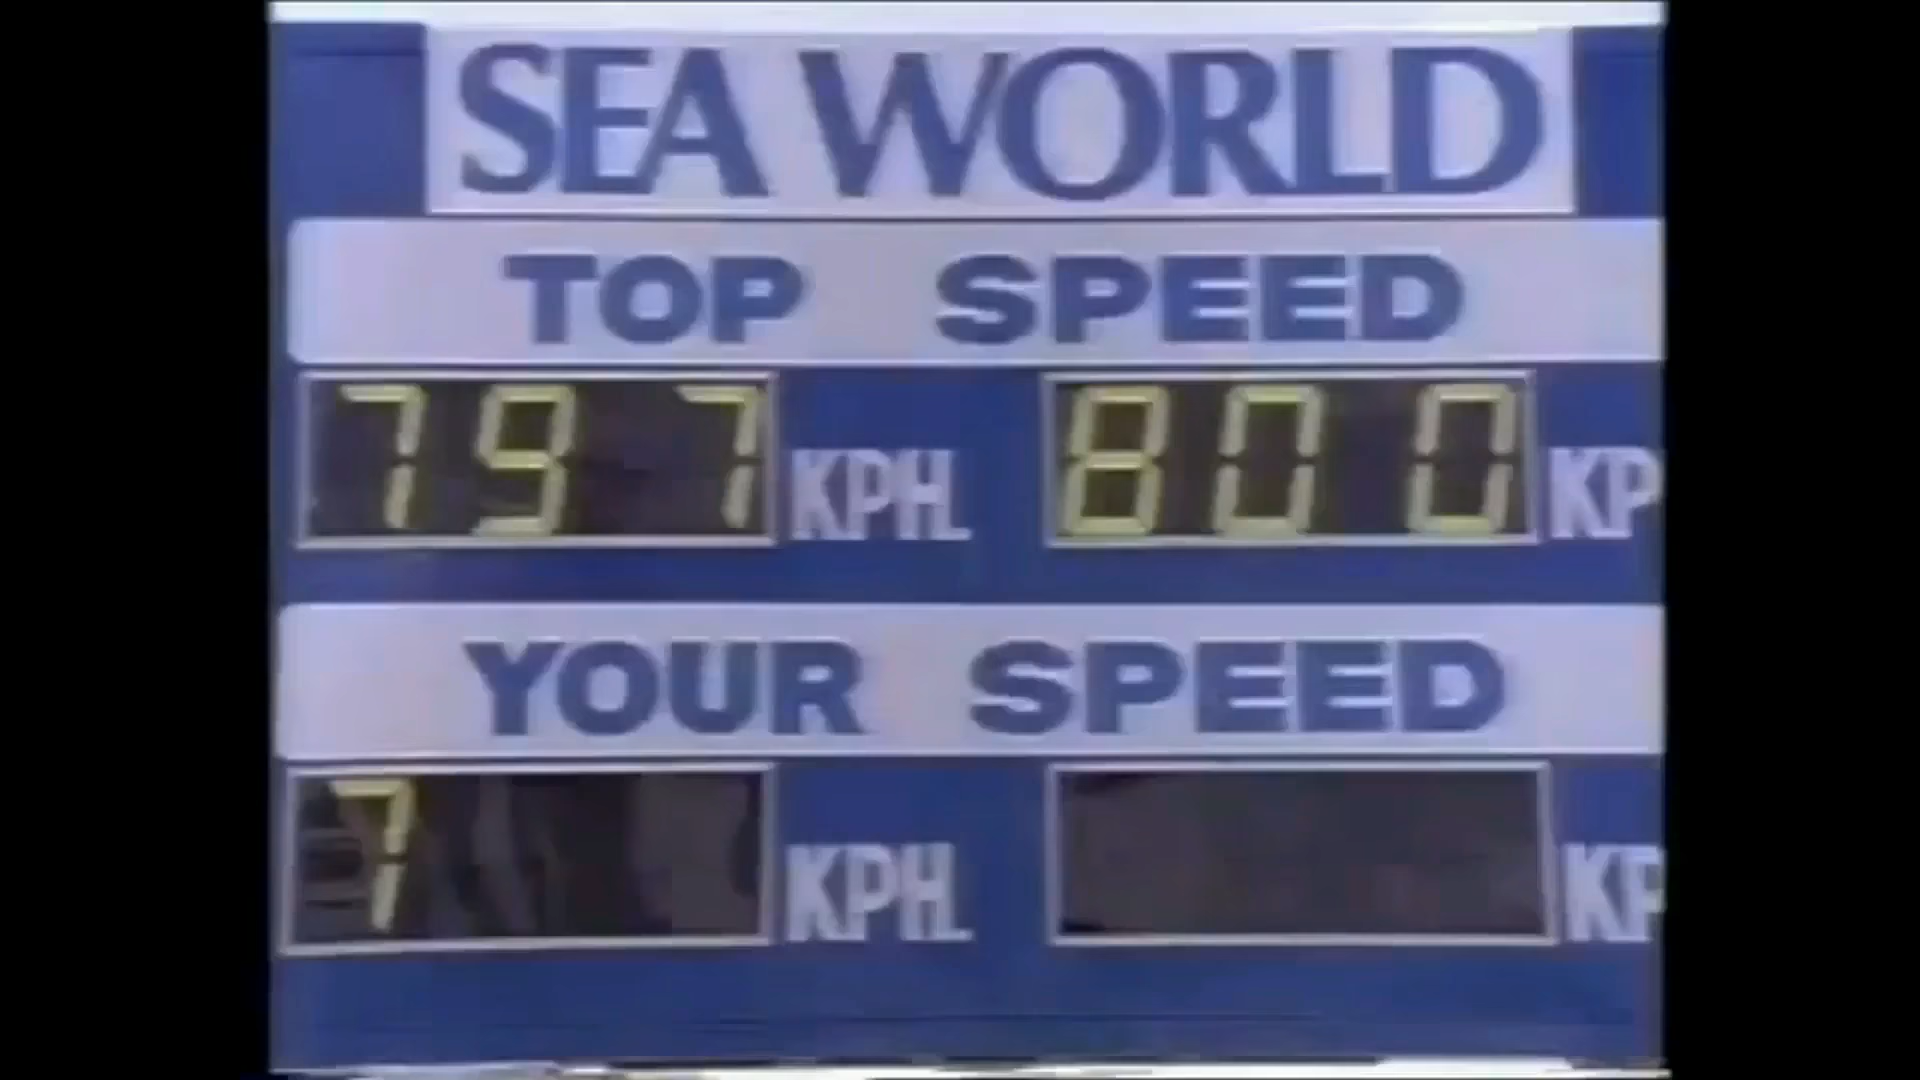 SEA WORLD
TOP SPEED
79 7 KPH. 80 0 KP
YOUR SPEED
7 KPH. KP